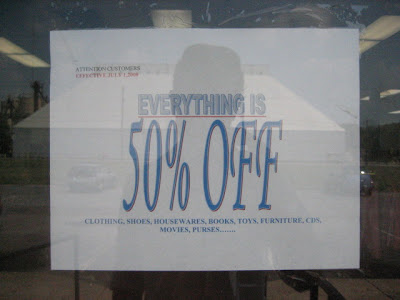 ATTENTION CUSTOMERS
EVERYTHING IS
50% OFF
CLOTHING, SHOES, HOUSEWARES, BOOKS, TOYS, FURNITURE, CDS,
MOVIES, PURSES.......